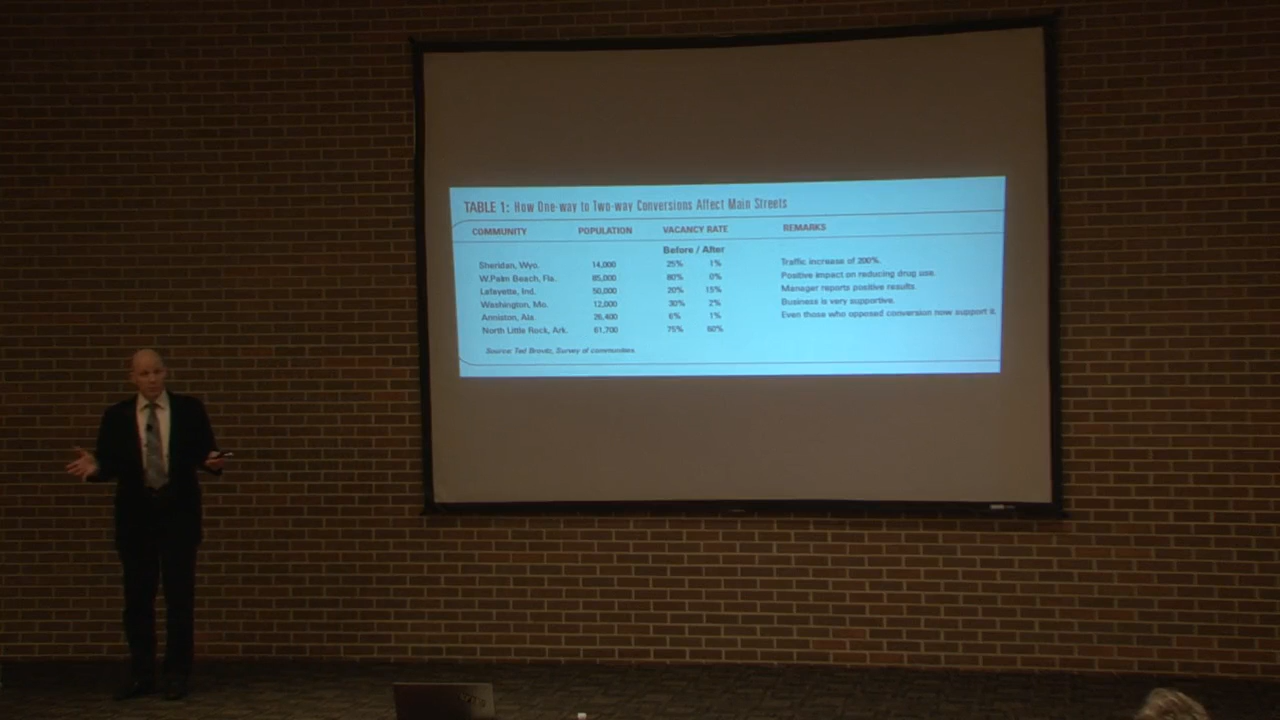 TABLE 1: How One-way to Two-way Conversions Affect Main Streets
COMMUNITY POPULATION VACANCY RATE REMARKS
Before / After
Sheridan, Wyo. 14,000 25% 1% Traffic increase of 200%.
W.Palm Beach, Fla. 85,000 80% 0% Positive impact on reducing drug use.
Lafayette, Ind. 50,000 20% 15% Manager reports positive results.
Washington, Mo. 12,000 30% 2% Business is very supportive.
Anniston, Ala. 26,400 6% 1% Even those who opposed conversion now support it.
North Little Rock, Ark. 61,700 75% 60%
Source: Ted Brovitz, Survey of communities.